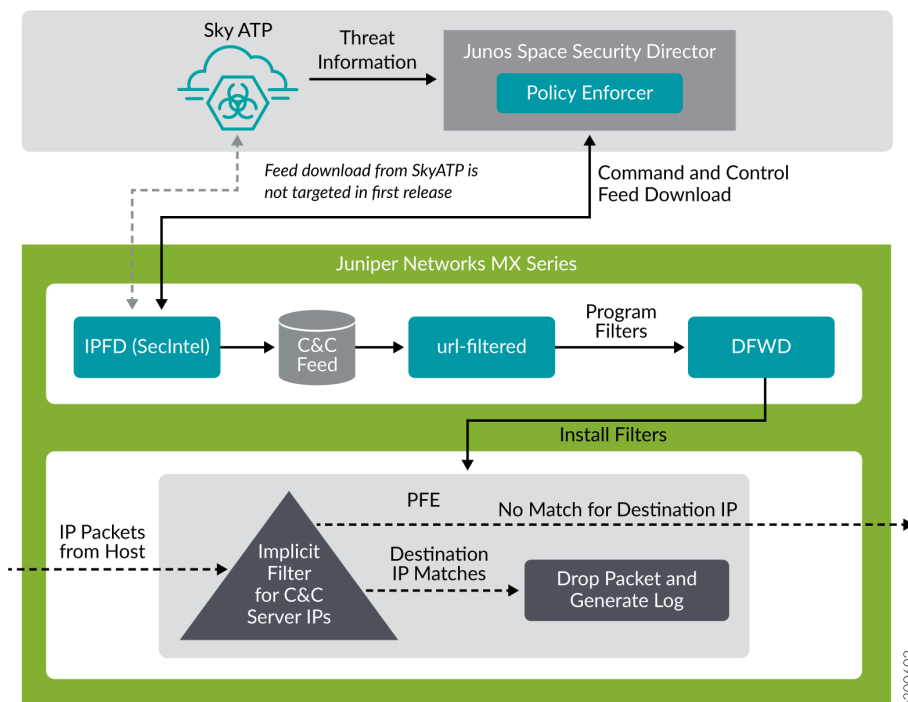 Sky ATP
Threat
Information
Junos Space Security Director
Policy Enforcer
Feed download from SkyATP is
not targeted in first release
Command and Control
Feed Download
Juniper Networks MX Series
IPFD (SecIntel)
C&C
Feed
url-filtered
Program
Filters
DFWD
Install Filters
PFE
No Match for Destination IP
IP Packets
from Host
Implicit
Filter
for C&C
Server IPs
Destination
IP Matches
Drop Packet and
Generate Log